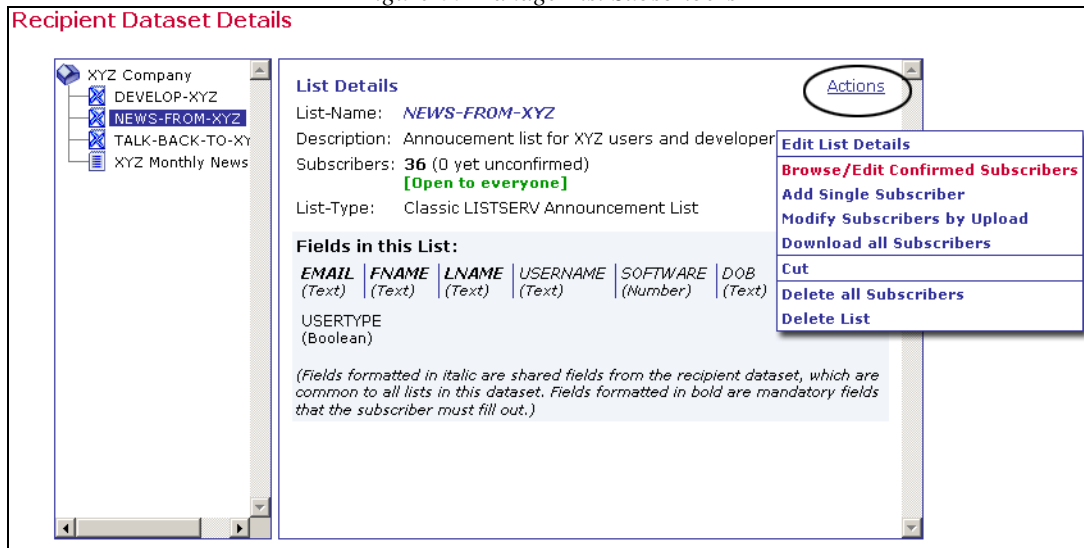 Recipient Dataset Details
XYZ Company
DEVELOP-XYZ
NEWS-FROM-XYZ
TALK-BACK-TO-XY
XYZ Monthly News
List Details
Actions
List-Name: NEWS-FROM-XYZ
Description: Annoucement list for XYZ users and developer
Subscribers: 36 (0 yet unconfirmed)
[Open to everyone]
List-Type: Classic LISTSERV Announcement List
Fields in this List:
EMAIL FNAME LNAME USERNAME SOFTWARE DOB
(Text) (Text) (Text) (Text) (Number) (Text)
USERTYPE
(Boolean)
(Fields formatted in italic are shared fields from the recipient dataset, which are
common to all lists in this dataset. Fields formatted in bold are mandatory fields
that the subscriber must fill out.)
Edit List Details
Browse/Edit Confirmed Subscribers
Add Single Subscriber
Modify Subscribers by Upload
Download all Subscribers
Cut
Delete all Subscribers
Delete List